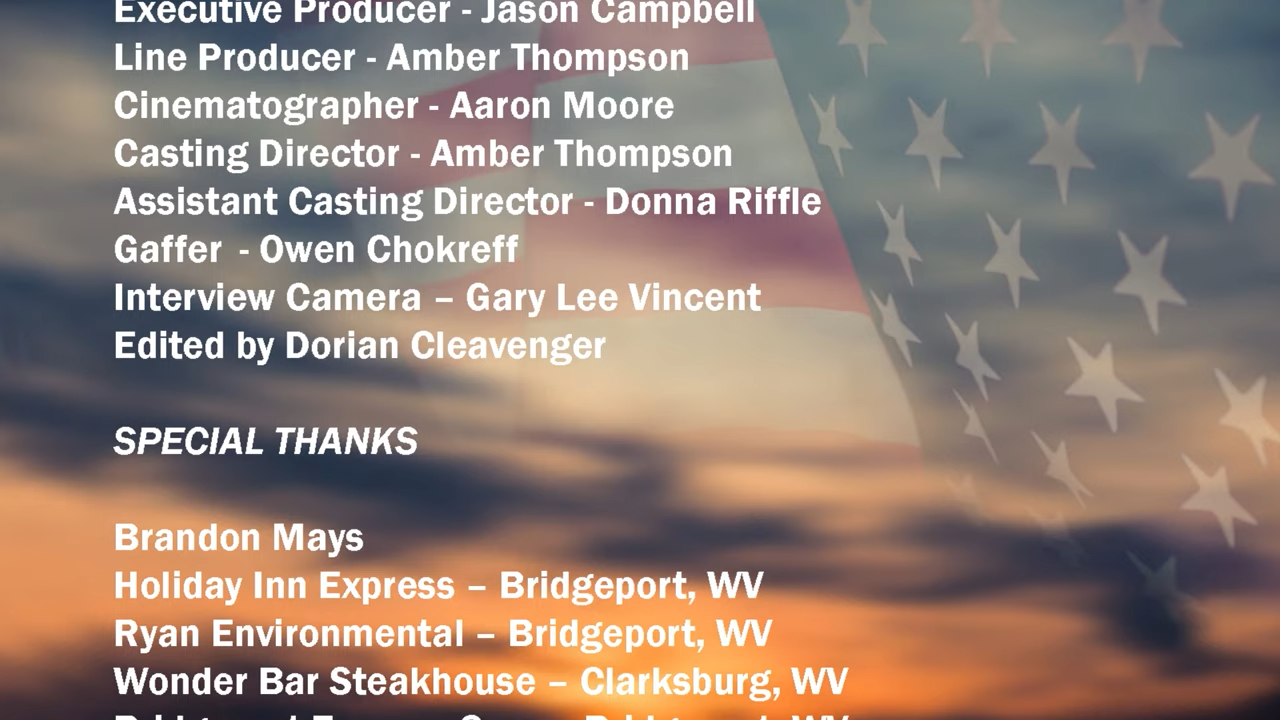 Executive Producer - Jason Campbell
Line Producer - Amber Thompson
Cinematographer - Aaron Moore
Casting Director - Amber Thompson
Assistant Casting Director - Donna Riffle
Gaffer - Owen Chokreff
Interview Camera – Gary Lee Vincent
Edited by Dorian Cleavenger
SPECIAL THANKS
Brandon Mays
Holiday Inn Express – Bridgeport, WV
Ryan Environmental – Bridgeport, WV
Wonder Bar Steakhouse – Clarksburg, WV